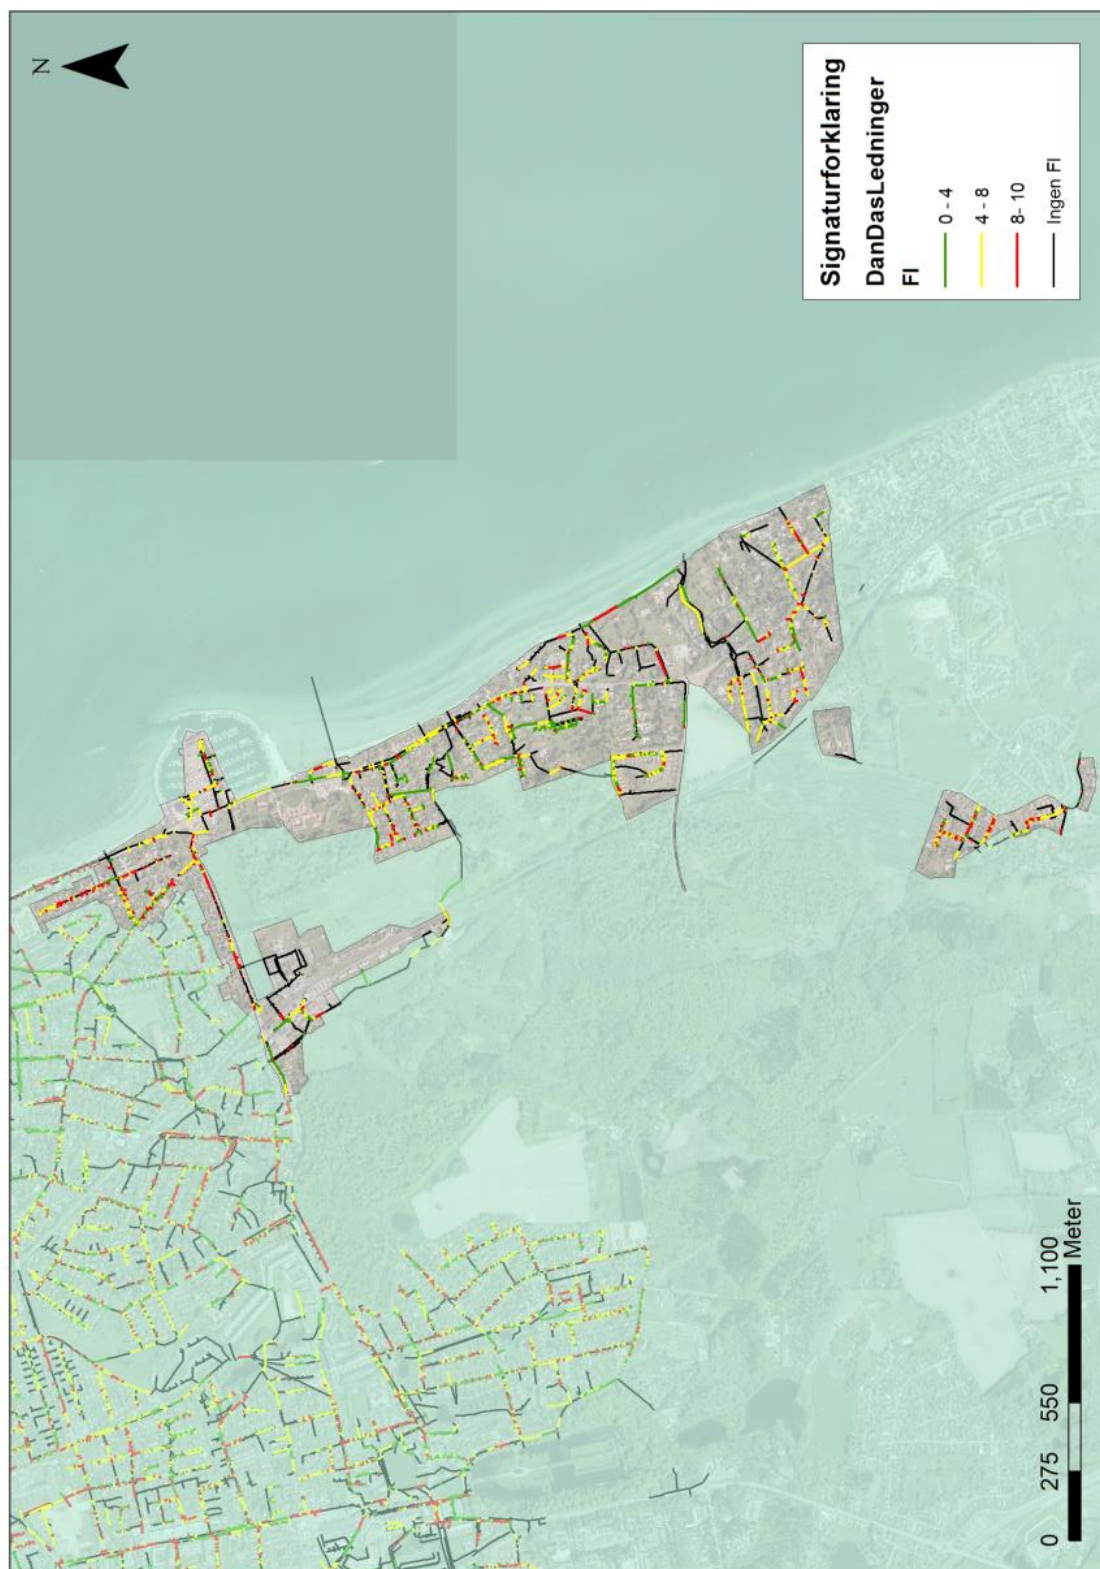 N
Signaturforklaring
DanDasLedninger
FI
0 - 4
4 - 8
8- 10
Ingen FI
0 275 550 1,100
Meter